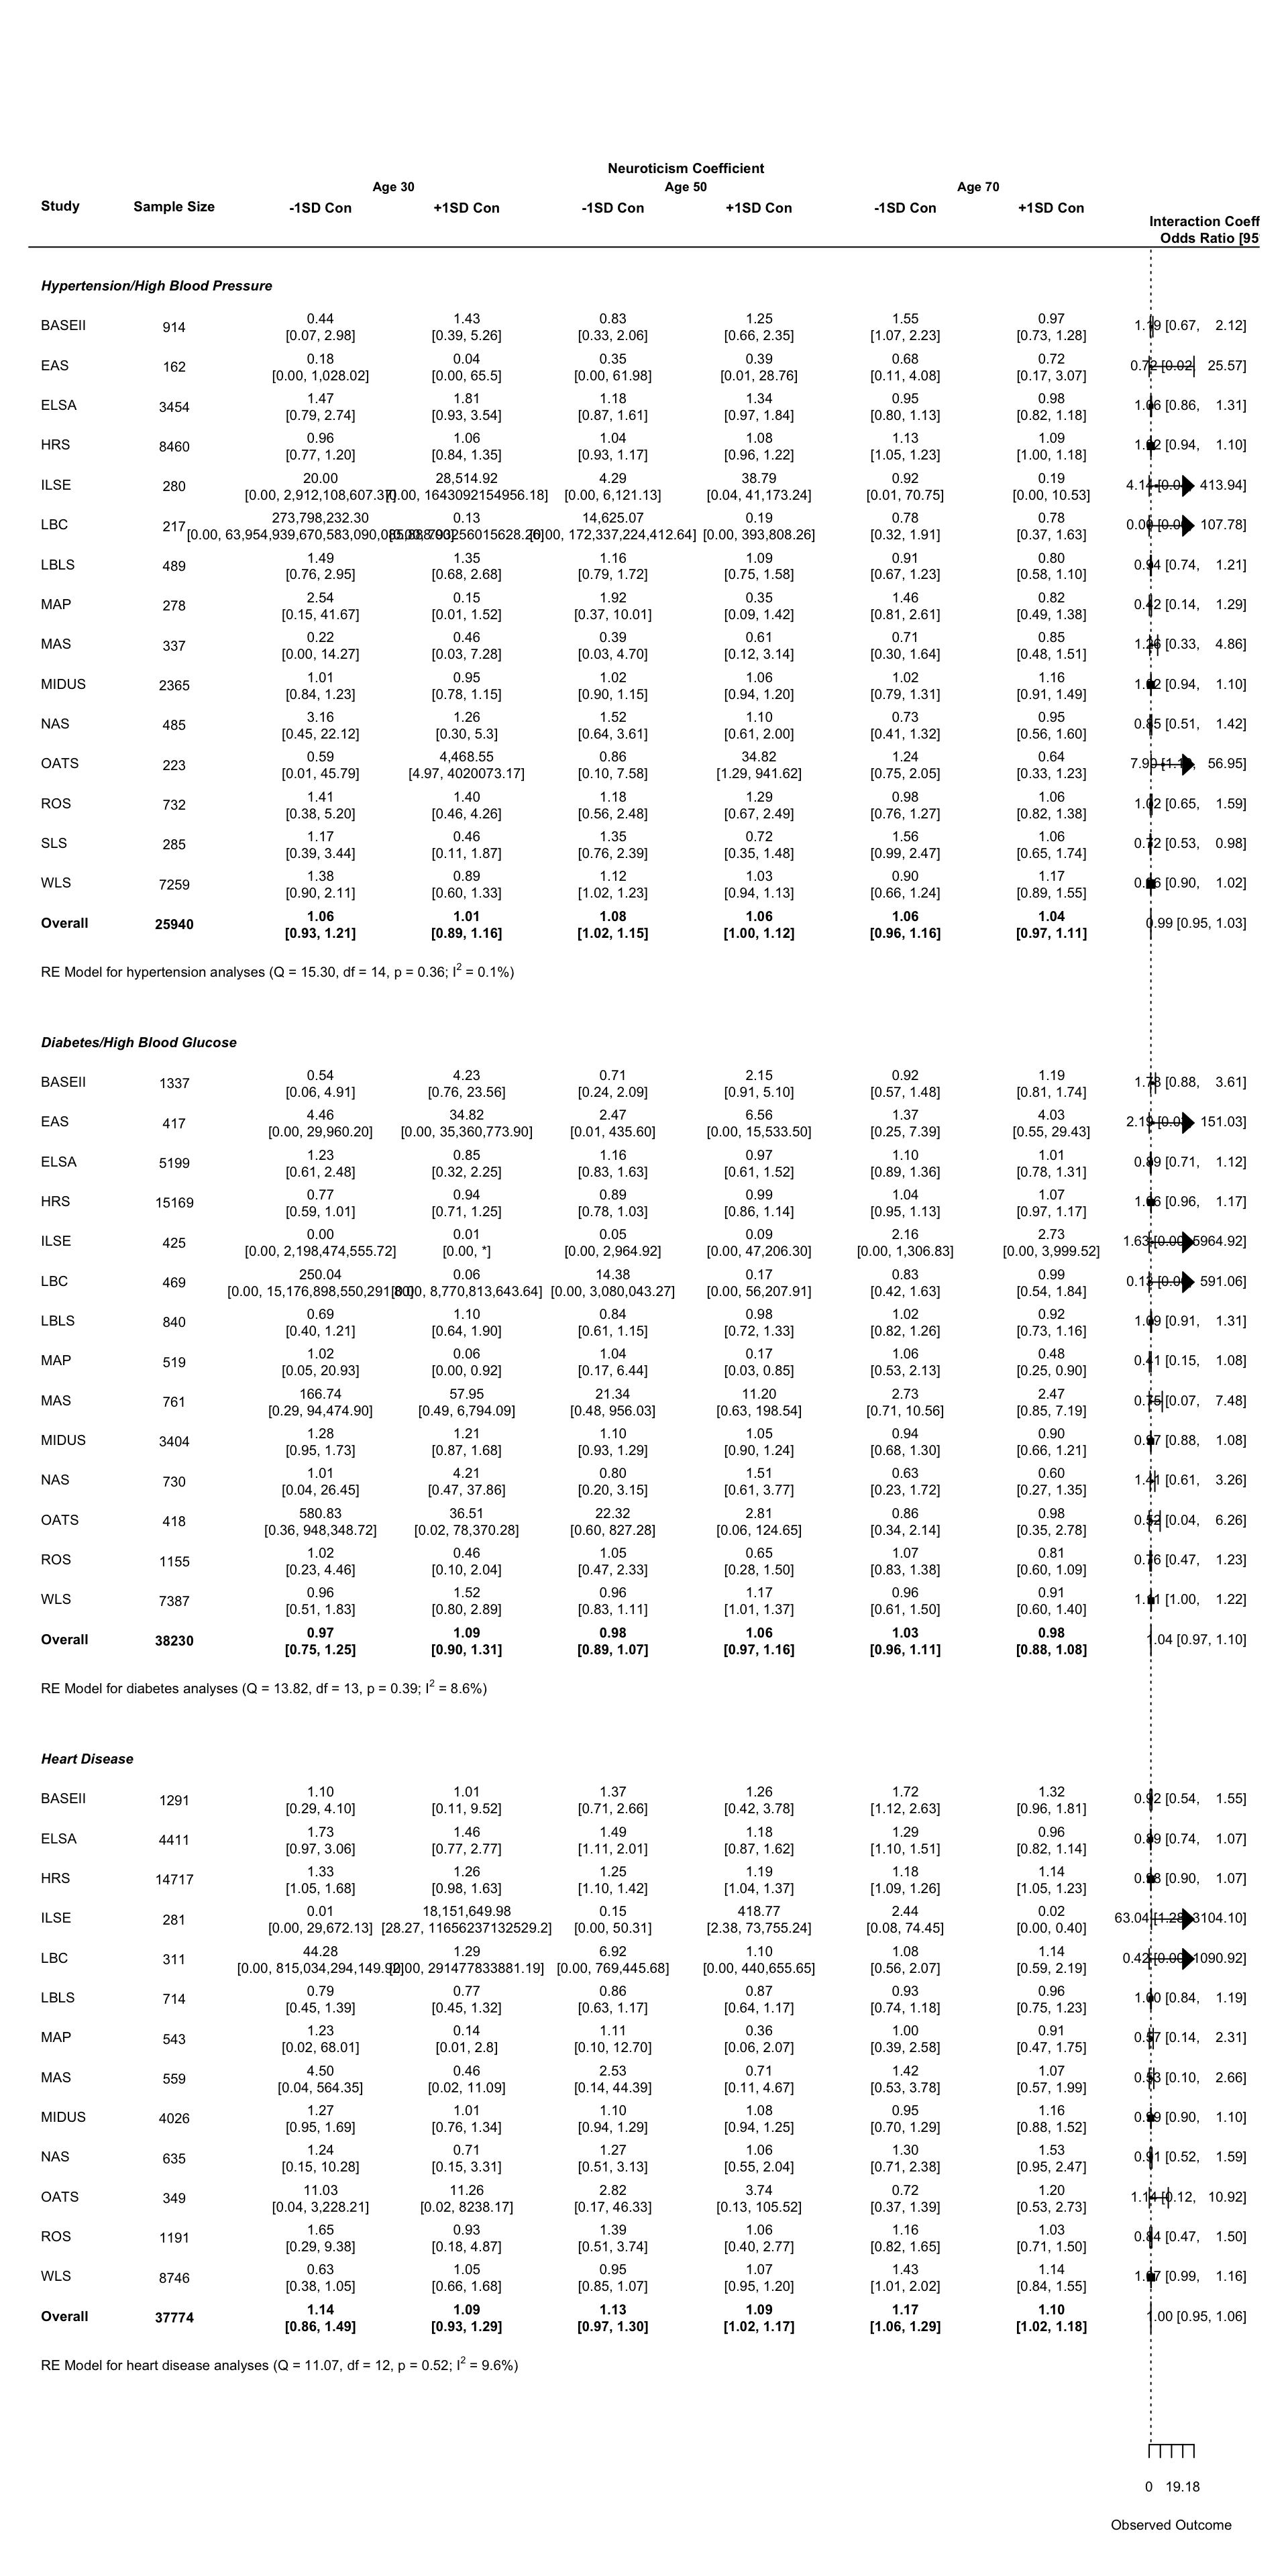 Neuroticism Coefficient
Age 30 Age 50 Age 70
Study Sample Size -1SD Con +1SD Con -1SD Con +1SD Con -1SD Con +1SD Con
Interaction Coeff
Odds Ratio [95
Hypertension/High Blood Pressure
BASEII 914 0.44 1.43 0.83 1.25 1.55 0.97 1.19 [0.67, 2.12]
[0.07, 2.98] [0.39, 5.26] [0.33, 2.06] [0.66, 2.35] [1.07, 2.23] [0.73, 1.28]
EAS 162 0.18 0.04 0.35 0.39 0.68 0.72 0.72 [0.02, 25.57]
[0.00, 1,028.02] [0.00, 65.5] [0.00, 61.98] [0.01, 28.76] [0.11, 4.08] [0.17, 3.07]
ELSA 3454 1.47 1.81 1.18 1.34 0.95 0.98 1.06 [0.86, 1.31]
[0.79, 2.74] [0.93, 3.54] [0.87, 1.61] [0.97, 1.84] [0.80, 1.13] [0.82, 1.18]
HRS 8460 0.96 1.06 1.04 1.08 1.13 1.09 1.02 [0.94, 1.10]
[0.77, 1.20] [0.84, 1.35] [0.93, 1.17] [0.96, 1.22] [1.05, 1.23] [1.00, 1.18]
ILSE 280 20.00 28,514.92 4.29 38.79 0.92 0.19 4.14 413.94]
[0.00, 2,912,108,607.37] [0.00, 1643092154956.18] [0.00, 6,121.13] [0.04, 41,173.24] [0.01, 70.75] [0.00, 10.53]
LBC 217 273,798,232.30 0.13 14,625.07 0.19 0.78 0.78 107.78]
[0.00, [0.00, 172,337,224,412.64] [0.00, 393,808.26] [0.32, 1.91] [0.37, 1.63]
LBLS 489 1.49 1.35 1.16 1.09 0.91 0.80 0.94 [0.74, 1.21]
[0.76, 2.95] [0.68, 2.68] [0.79, 1.72] [0.75, 1.58] [0.67, 1.23] [0.58, 1.10]
MAP 278 2.54 0.15 1.92 0.35 1.46 0.82 0.42 [0.14, 1.29]
[0.15, 41.67] [0.01, 1.52] [0.37, 10.01] [0.09, 1.42] [0.81, 2.61] [0.49, 1.38]
MAS 337 0.22 0.46 0.39 0.61 0.71 0.85 1.26 [0.33, 4.86]
[0.00, 14.27] [0.03, 7.28] [0.03, 4.70] [0.12, 3.14] [0.30, 1.64] [0.48, 1.51]
MIDUS 2365 1.01 0.95 1.02 1.06 1.02 1.16 1.02 [0.94, 1.10]
[0.84, 1.23] [0.78, 1.15] [0.90, 1.15] [0.94, 1.20] [0.79, 1.31] [0.91, 1.49]
NAS 485 3.16 1.26 1.52 1.10 0.73 0.95 0.85 [0.51, 1.42]
[0.45, 22.12] [0.30, 5.3] [0.64, 3.61] [0.61, 2.00] [0.41, 1.32] [0.56, 1.60]
OATS 223 0.59 4,468.55 0.86 34.82 1.24 0.64 7.90 56.95]
[0.01, 45.79] [4.97, 4020073.17] [0.10, 7.58] [1.29, 941.62] [0.75, 2.05] [0.33, 1.23]
ROS 732 1.41 1.40 1.18 1.29 0.98 1.06 1.02 [0.65, 1.59]
[0.38, 5.20] [0.46, 4.26] [0.56, 2.48] [0.67, 2.49] [0.76, 1.27] [0.82, 1.38]
SLS 285 1.17 0.46 1.35 0.72 1.56 1.06 0.72 [0.53, 0.98]
[0.39, 3.44] [0.11, 1.87] [0.76, 2.39] [0.35, 1.48] [0.99, 2.47] [0.65, 1.74]
WLS 7259 1.38 0.89 1.12 1.03 0.90 1.17 0.96 [0.90, 1.02]
[0.90, 2.11] [0.60, 1.33] [1.02, 1.23] [0.94, 1.13] [0.66, 1.24] [0.89, 1.55]
Overall 25940 1.06 1.01 1.08 1.06 1.06 1.04 0.99 [0.95, 1.03]
[0.93, 1.21] [0.89, 1.16] [1.02, 1.15] [1.00, 1.12] [0.96, 1.16] [0.97, 1.11]
RE Model for hypertension analyses (Q = 15.30, df = 14, p = 0.36; I² = 0.1%)
Diabetes/High Blood Glucose
BASEII 1337 0.54 4.23 0.71 2.15 0.92 1.19 1.78 [0.88, 3.61]
[0.06, 4.91] [0.76, 23.56] [0.24, 2.09] [0.91, 5.10] [0.57, 1.48] [0.81, 1.74]
EAS 417 4.46 34.82 2.47 6.56 1.37 4.03 2.19 151.03]
[0.00, 29,960.20] [0.00, 35,360,773.90] [0.01, 435.60] [0.00, 15,533.50] [0.25, 7.39] [0.55, 29.43]
ELSA 5199 1.23 0.85 1.16 0.97 1.10 1.01 0.89 [0.71, 1.12]
[0.61, 2.48] [0.32, 2.25] [0.83, 1.63] [0.61, 1.52] [0.89, 1.36] [0.78, 1.31]
HRS 15169 0.77 0.94 0.89 0.99 1.04 1.07 1.06 [0.96, 1.17]
[0.59, 1.01] [0.71, 1.25] [0.78, 1.03] [0.86, 1.14] [0.95, 1.13] [0.97, 1.17]
ILSE 425 0.00 0.01 0.05 0.09 2.16 2.73 1.63 [0.00, 5964.92]
[0.00, 2,198,474,555.72] [0.00, *] [0.00, 2,964.92] [0.00, 47,206.30] [0.00, 1,306.83] [0.00, 3,999.52]
LBC 469 250.04 0.06 14.38 0.17 0.83 0.99 0.13 591.06]
[0.00, 15,176,898,550,291.80] [0.00, 8,770,813,643.64] [0.00, 3,080,043.27] [0.00, 56,207.91] [0.42, 1.63] [0.54, 1.84]
LBLS 840 0.69 1.10 0.84 0.98 1.02 0.92 1.09 [0.91, 1.31]
[0.40, 1.21] [0.64, 1.90] [0.61, 1.15] [0.72, 1.33] [0.82, 1.26] [0.73, 1.16]
MAP 519 1.02 0.06 1.04 0.17 1.06 0.48 0.41 [0.15, 1.08]
[0.05, 20.93] [0.00, 0.92] [0.17, 6.44] [0.03, 0.85] [0.53, 2.13] [0.25, 0.90]
MAS 761 166.74 57.95 21.34 11.20 2.73 2.47 0.75 [0.07, 7.48]
[0.29, 94,474.90] [0.49, 6,794.09] [0.48, 956.03] [0.63, 198.54] [0.71, 10.56] [0.85, 7.19]
MIDUS 3404 1.28 1.21 1.10 1.05 0.94 0.90 0.97 [0.88, 1.08]
[0.95, 1.73] [0.87, 1.68] [0.93, 1.29] [0.90, 1.24] [0.68, 1.30] [0.66, 1.21]
NAS 730 1.01 4.21 0.80 1.51 0.63 0.60 1.41 [0.61, 3.26]
[0.04, 26.45] [0.47, 37.86] [0.20, 3.15] [0.61, 3.77] [0.23, 1.72] [0.27, 1.35]
OATS 418 580.83 36.51 22.32 2.81 0.86 0.98 0.52 [0.04, 6.26]
[0.36, 948,348.72] [0.02, 78,370.28] [0.60, 827.28] [0.06, 124.65] [0.34, 2.14] [0.35, 2.78]
ROS 1155 1.02 0.46 1.05 0.65 1.07 0.81 0.76 [0.47, 1.23]
[0.23, 4.46] [0.10, 2.04] [0.47, 2.33] [0.28, 1.50] [0.83, 1.38] [0.60, 1.09]
WLS 7387 0.96 1.52 0.96 1.17 0.96 0.91 1.11 [1.00, 1.22]
[0.51, 1.83] [0.80, 2.89] [0.83, 1.11] [1.01, 1.37] [0.61, 1.50] [0.60, 1.40]
Overall 38230 0.97 1.09 0.98 1.06 1.03 0.98 1.04 [0.97, 1.10]
[0.75, 1.25] [0.90, 1.31] [0.89, 1.07] [0.97, 1.16] [0.96, 1.11] [0.88, 1.08]
RE Model for diabetes analyses (Q = 13.82, df = 13, p = 0.39; I² = 8.6%)
Heart Disease
BASEII 1291 1.10 1.01 1.37 1.26 1.72 1.32 0.92 [0.54, 1.55]
[0.29, 4.10] [0.11, 9.52] [0.71, 2.66] [0.42, 3.78] [1.12, 2.63] [0.96, 1.81]
ELSA 4411 1.73 1.46 1.49 1.18 1.29 0.96 0.89 [0.74, 1.07]
[0.97, 3.06] [0.77, 2.77] [1.11, 2.01] [0.87, 1.62] [1.10, 1.51] [0.82, 1.14]
HRS 14717 1.33 1.26 1.25 1.19 1.18 1.14 0.98 [0.90, 1.07]
[1.05, 1.68] [0.98, 1.63] [1.10, 1.42] [1.04, 1.37] [1.09, 1.26] [1.05, 1.23]
ILSE 281 0.01 18,151,649.98 0.15 418.77 2.44 0.02 63.04 [1.28, 3104.10]
[0.00, 29,672.13] [28.27, 11656237132529.2] [0.00, 50.31] [2.38, 73,755.24] [0.08, 74.45] [0.00, 0.40]
LBC 311 44.28 1.29 6.92 1.10 1.08 1.14 0.42 [0.00, 1090.92]
[0.00, 815,034,294,149.92] [0.00, 291477833881.19] [0.00, 769,445.68] [0.00, 440,655.65] [0.56, 2.07] [0.59, 2.19]
LBLS 714 0.79 0.77 0.86 0.87 0.93 0.96 1.00 [0.84, 1.19]
[0.45, 1.39] [0.45, 1.32] [0.63, 1.17] [0.64, 1.17] [0.74, 1.18] [0.75, 1.23]
MAP 543 1.23 0.14 1.11 0.36 1.00 0.91 0.57 [0.14, 2.31]
[0.02, 68.01] [0.01, 2.8] [0.10, 12.70] [0.06, 2.07] [0.39, 2.58] [0.47, 1.75]
MAS 559 4.50 0.46 2.53 0.71 1.42 1.07 0.53 [0.10, 2.66]
[0.04, 564.35] [0.02, 11.09] [0.14, 44.39] [0.11, 4.67] [0.53, 3.78] [0.57, 1.99]
MIDUS 4026 1.27 1.01 1.10 1.08 0.95 1.16 0.99 [0.90, 1.10]
[0.95, 1.69] [0.76, 1.34] [0.94, 1.29] [0.94, 1.25] [0.70, 1.29] [0.88, 1.52]
NAS 635 1.24 0.71 1.27 1.06 1.30 1.53 0.91 [0.52, 1.59]
[0.15, 10.28] [0.15, 3.31] [0.51, 3.13] [0.55, 2.04] [0.71, 2.38] [0.95, 2.47]
OATS 349 11.03 11.26 2.82 3.74 0.72 1.20 1.14 [0.12, 10.92]
[0.04, 3,228.21] [0.02, 8238.17] [0.17, 46.33] [0.13, 105.52] [0.37, 1.39] [0.53, 2.73]
ROS 1191 1.65 0.93 1.39 1.06 1.16 1.03 0.84 [0.47, 1.50]
[0.29, 9.38] [0.18, 4.87] [0.51, 3.74] [0.40, 2.77] [0.82, 1.65] [0.71, 1.50]
WLS 8746 0.63 1.05 0.95 1.07 1.43 1.14 1.07 [0.99, 1.16]
[0.38, 1.05] [0.66, 1.68] [0.85, 1.07] [0.95, 1.20] [1.01, 2.02] [0.84, 1.55]
Overall 37774 1.14 1.09 1.13 1.09 1.17 1.10 1.00 [0.95, 1.06]
[0.86, 1.49] [0.93, 1.29] [0.97, 1.30] [1.02, 1.17] [1.06, 1.29] [1.02, 1.18]
RE Model for heart disease analyses (Q = 11.07, df = 12, p = 0.52; I² = 9.6%)
0 19.18
Observed Outcome